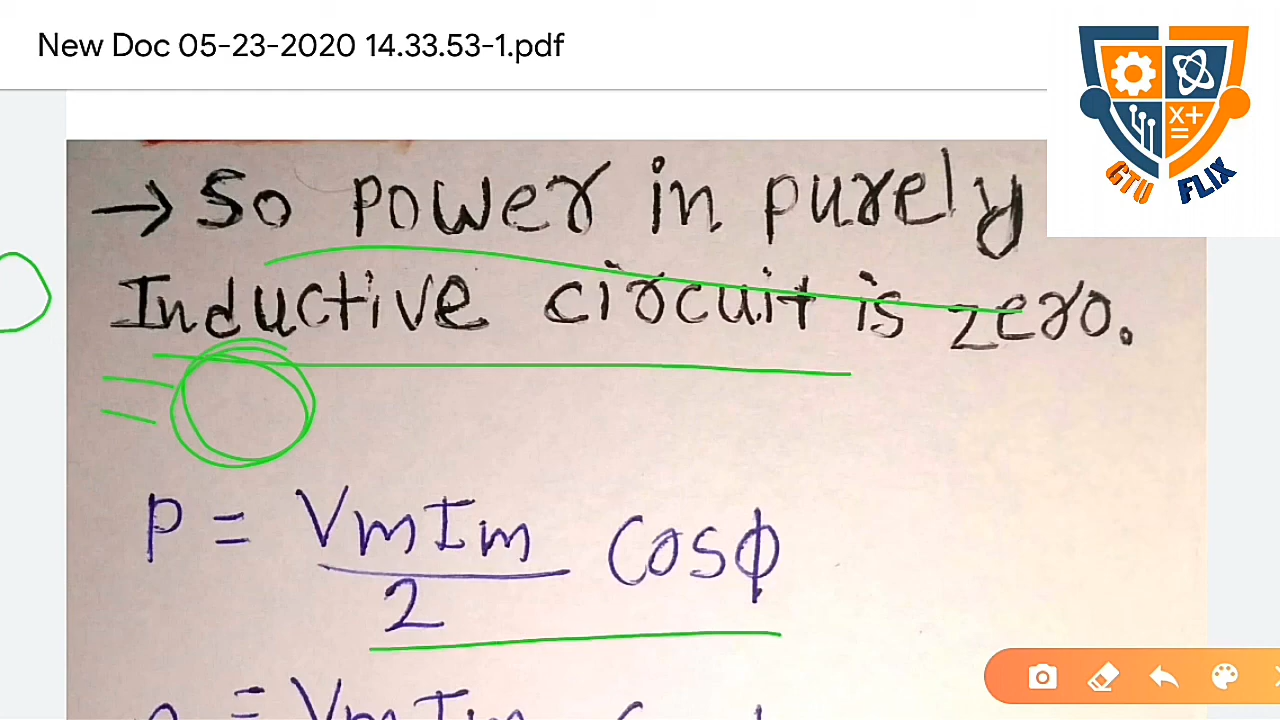 New Doc 05-23-2020 14.33.53-1.pdf
X+
=
GTU FLIX
→ So power in purely
Inductive circuit is zero.
P = VmIm/2 cosϕ
= VmIm